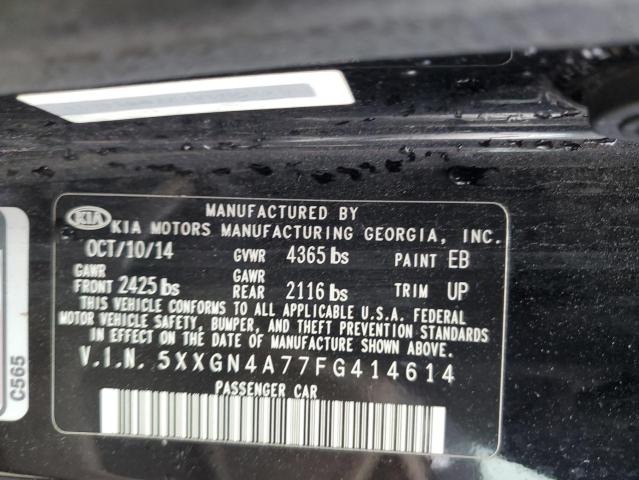 MANUFACTURED BY
KIA KIA MOTORS MANUFACTURING GEORGIA, INC.
OCT/10/14 GVWR 4365 lbs PAINT EB
GAWR FRONT 2425 lbs GAWR REAR 2116 lbs TRIM UP
THIS VEHICLE CONFORMS TO ALL APPLICABLE U.S.A. FEDERAL
MOTOR VEHICLE SAFETY, BUMPER, AND THEFT PREVENTION STANDARDS
IN EFFECT ON THE DATE OF MANUFACTURE SHOWN ABOVE.
V.I.N. 5XXGN4A77FG414614
PASSENGER CAR
C565